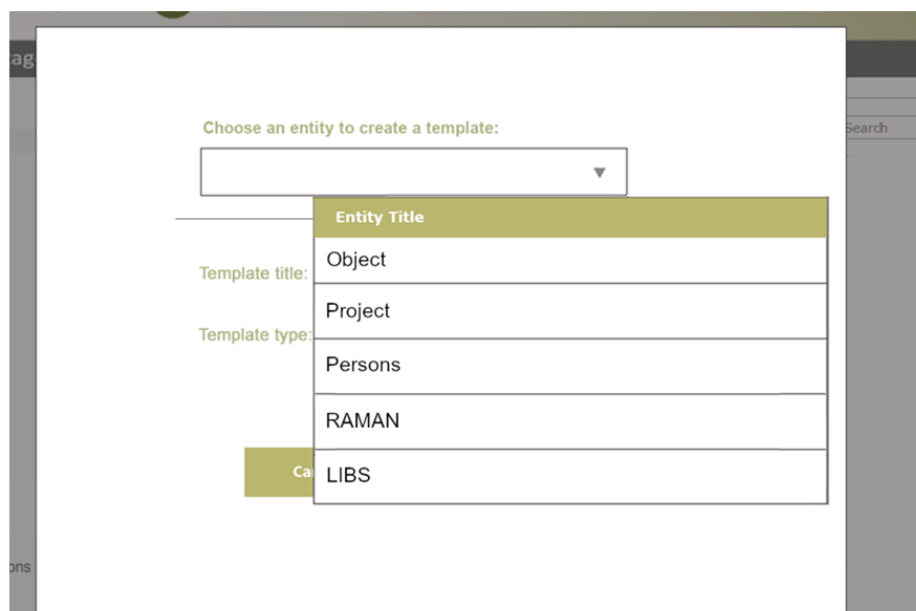 Choose an entity to create a template:
Search
Entity Title
Object
Template title:
Project
Template type:
Persons
RAMAN
LIBS